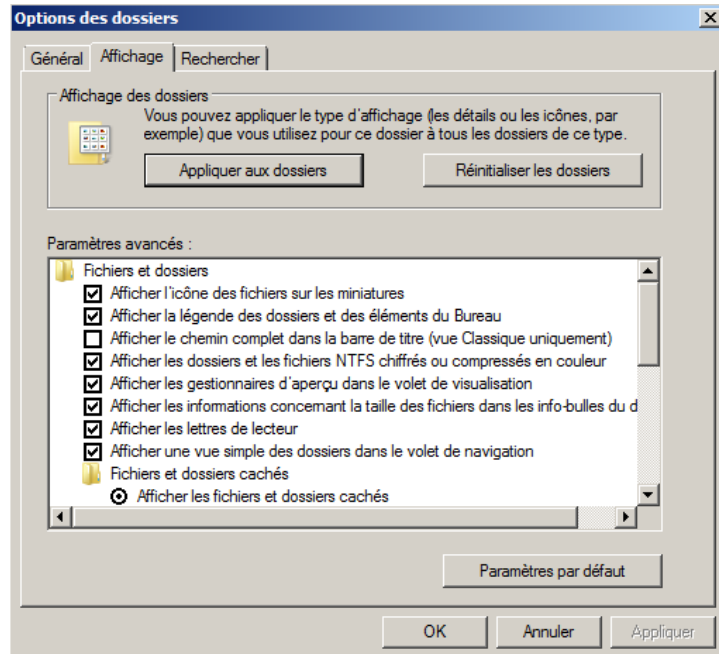 Options des dossiers
Général Affichage Rechercher
Affichage des dossiers
Vous pouvez appliquer le type d'affichage (les détails ou les icônes, par
exemple) que vous utilisez pour ce dossier à tous les dossiers de ce type.
Appliquer aux dossiers Réinitialiser les dossiers
Paramètres avancés :
Fichiers et dossiers
Afficher l'icône des fichiers sur les miniatures
Afficher la légende des dossiers et des éléments du Bureau
Afficher le chemin complet dans la barre de titre (vue Classique uniquement)
Afficher les dossiers et les fichiers NTFS chiffrés ou compressés en couleur
Afficher les gestionnaires d'aperçu dans le volet de visualisation
Afficher les informations concernant la taille des fichiers dans les info-bulles du d
Afficher les lettres de lecteur
Afficher une vue simple des dossiers dans le volet de navigation
Fichiers et dossiers cachés
Afficher les fichiers et dossiers cachés
Paramètres par défaut
OK Annuler Appliquer